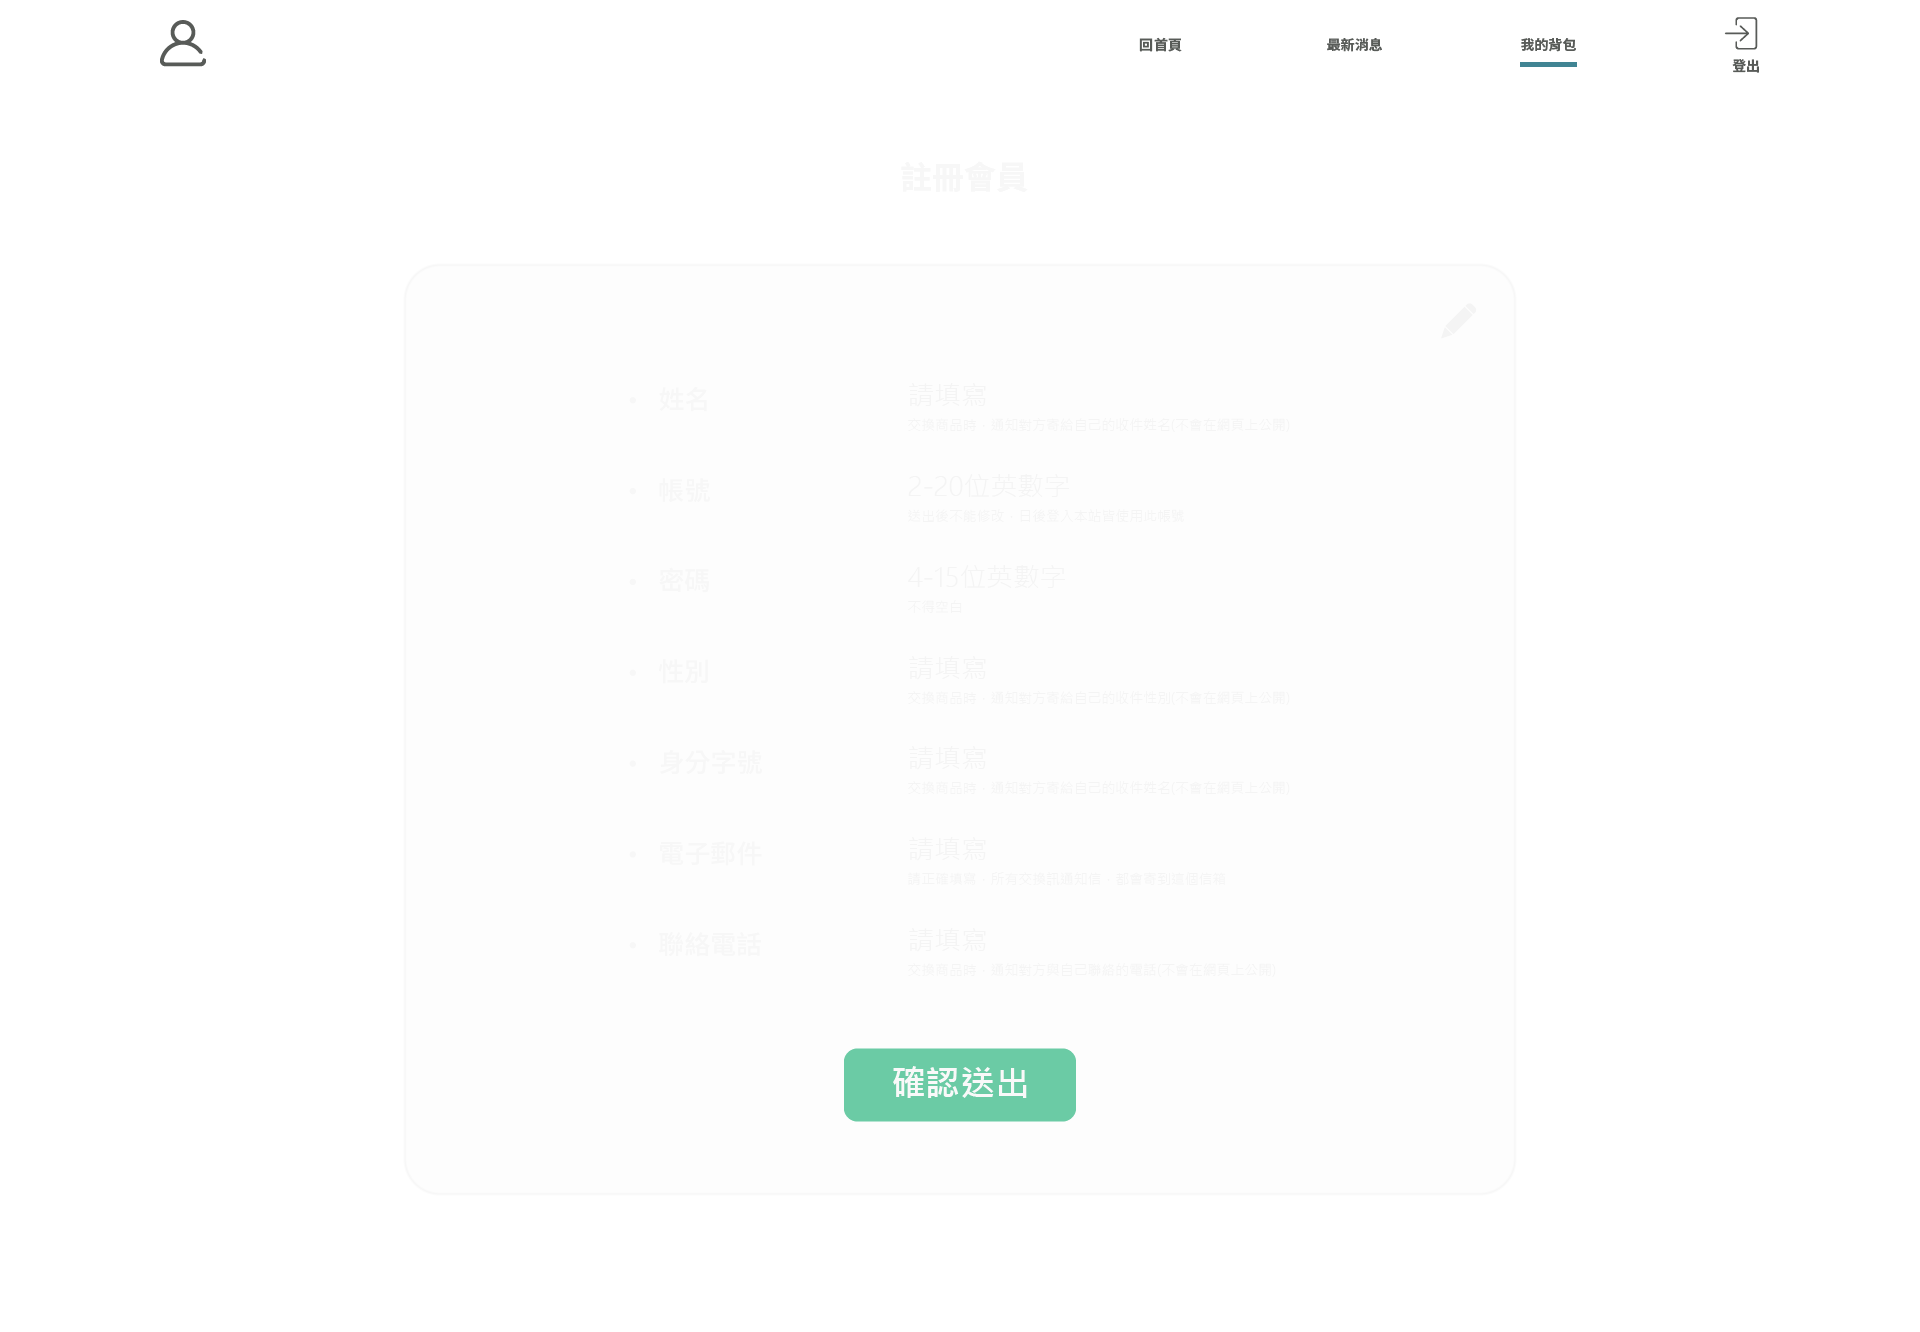 回首頁
最新消息
我的背包
登出
註冊會員
姓名
請填寫
交換商品時，通知對方寄給自己的收件姓名(不會在網頁上公開)
帳號
2-20位英數字
送出後不能修改，日後登入本站皆使用此帳號
密碼
4-15位英數字
不得空白
性別
請填寫
交換商品時，通知對方寄給自己的收件性別(不會在網頁上公開)
身分字號
請填寫
交換商品時，通知對方寄給自己的收件姓名(不會在網頁上公開)
電子郵件
請填寫
請正確填寫，所有交換訊通知信，都會寄到這個信箱
聯絡電話
請填寫
交換商品時，通知對方與自己聯絡的電話(不會在網頁上公開)
確認送出